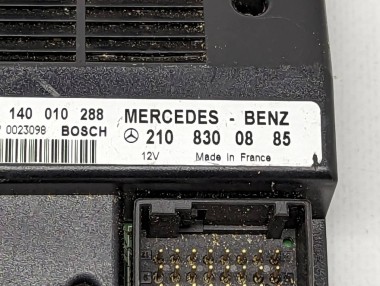 140 010 288 MERCEDES - BENZ
0023098 BOSCH 210 830 08 85
12V Made in France